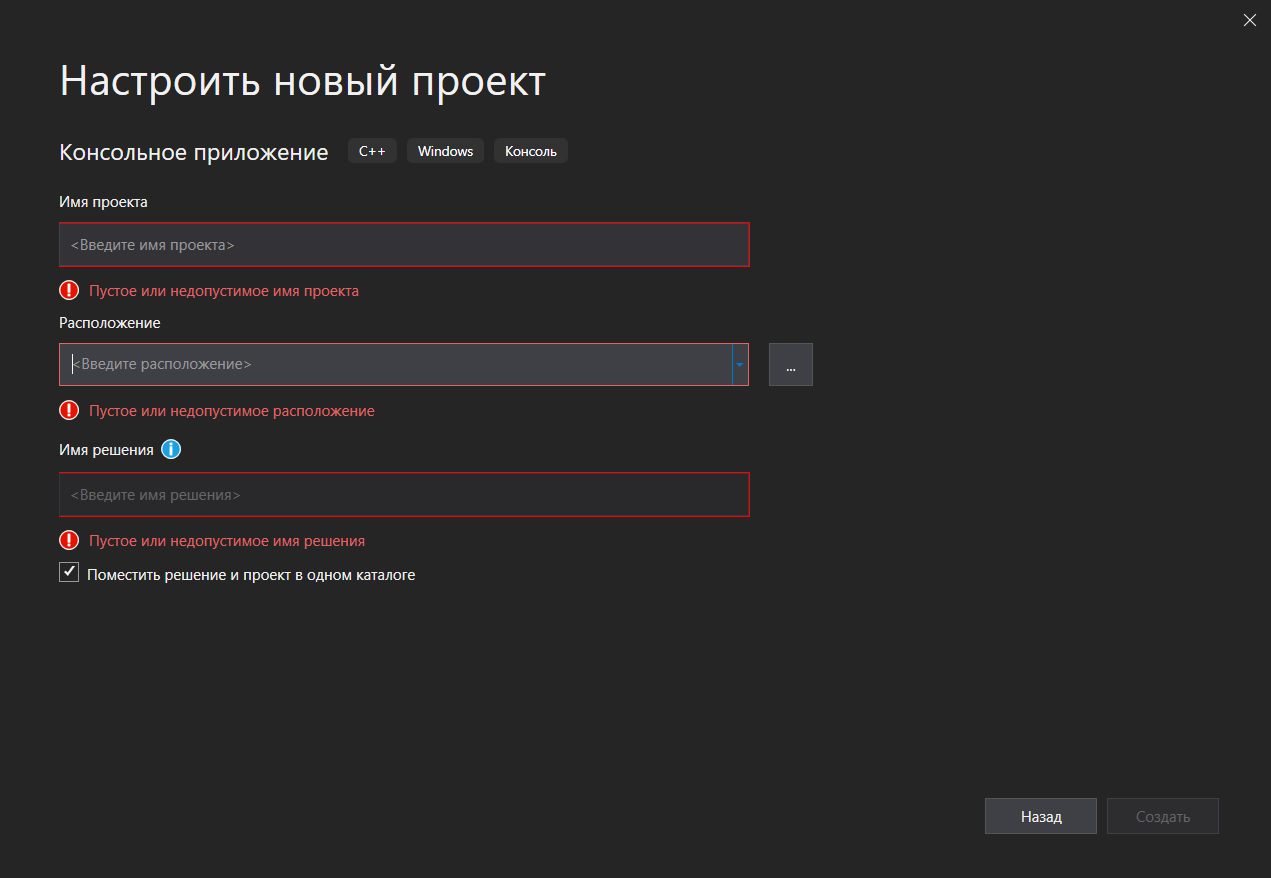 Настроить новый проект
Консольное приложение C++ Windows Консоль
Имя проекта
<Введите имя проекта>
Пустое или недопустимое имя проекта
Расположение
<Введите расположение>
...
Пустое или недопустимое расположение
Имя решения
<Введите имя решения>
Пустое или недопустимое имя решения
Поместить решение и проект в одном каталоге
Назад Создать